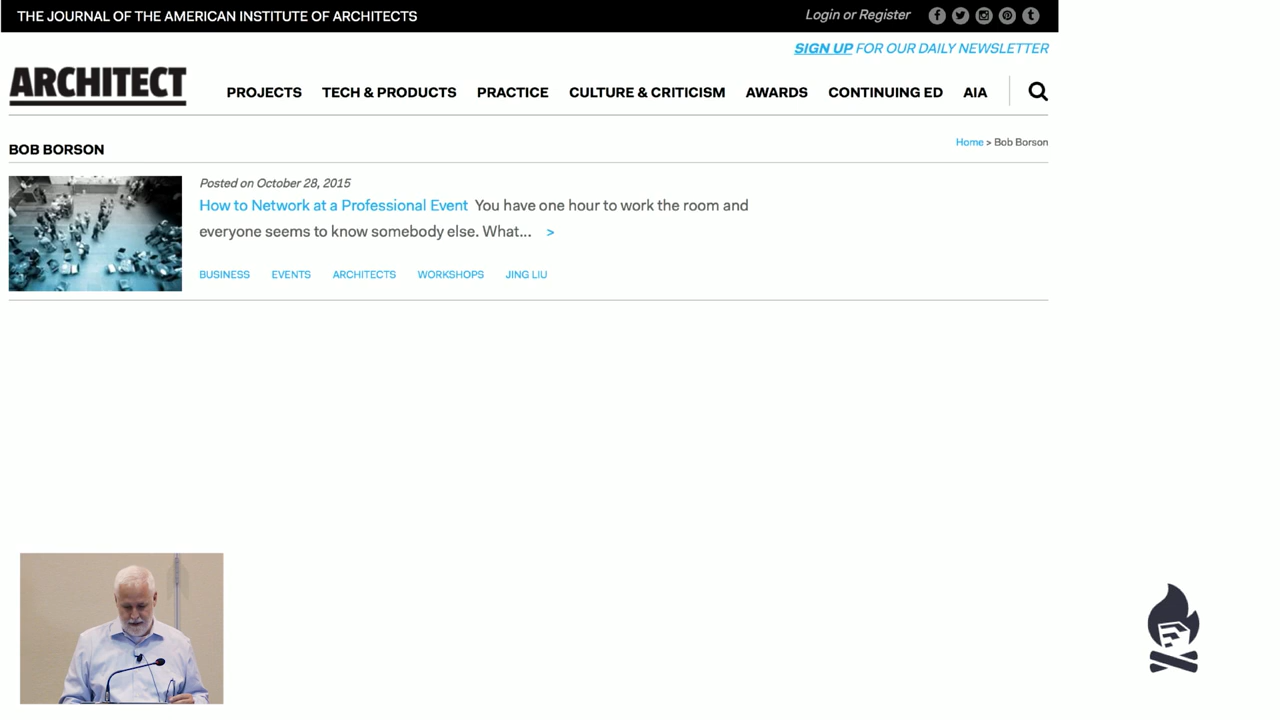 THE JOURNAL OF THE AMERICAN INSTITUTE OF ARCHITECTS
Login or Register
SIGN UP FOR OUR DAILY NEWSLETTER
ARCHITECT
PROJECTS TECH & PRODUCTS PRACTICE CULTURE & CRITICISM AWARDS CONTINUING ED AIA
BOB BORSON
Home > Bob Borson
Posted on October 28, 2015
How to Network at a Professional Event You have one hour to work the room and
everyone seems to know somebody else. What... >
BUSINESS EVENTS ARCHITECTS WORKSHOPS JING LIU